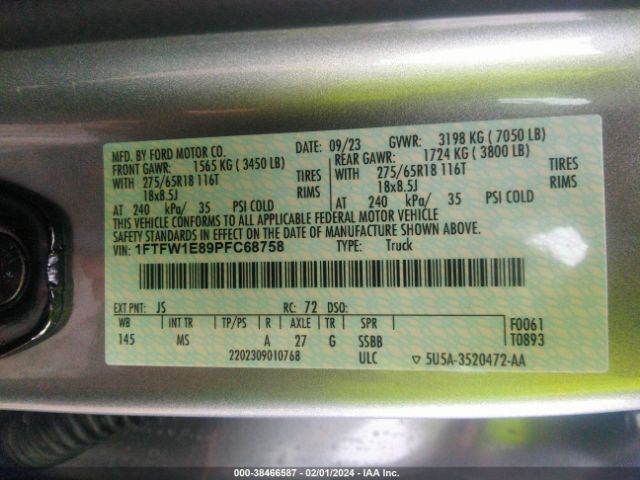 MFD. BY FORD MOTOR CO. DATE: 09/23 GVWR: 3198 KG ( 7050 LB)
FRONT GAWR: 1565 KG ( 3450 LB) REAR GAWR: 1724 KG ( 3800 LB)
WITH 275/65R18 116T TIRES WITH 275/65R18 116T TIRES
18x8.5J RIMS 18x8.5J RIMS
AT 240 kPa/ 35 PSI COLD AT 240 kPa/ 35 PSI COLD
THIS VEHICLE CONFORMS TO ALL APPLICABLE FEDERAL MOTOR VEHICLE
SAFETY STANDARDS IN EFFECT ON THE DATE OF MANUFACTURE SHOWN ABOVE.
VIN: 1FTFW1E89PFC68758 TYPE: Truck
EXT PNT: JS RC: 72 DSO:
WB INT TR TP/PS R AXLE TR SPR F0061
145 MS A 27 G SSBB T0893
2202309010768 ULC ▽ 5U5A-3520472-AA
000-38466587 - 02/01/2024 - IAA Inc.